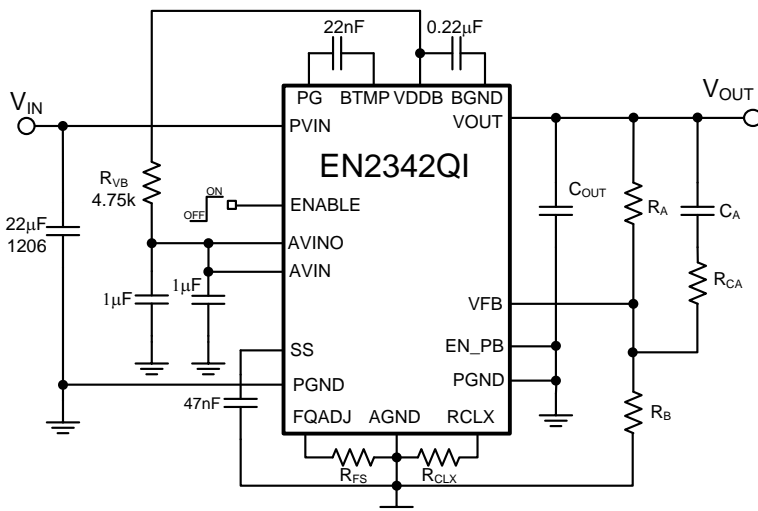 22nF
0.22µF
PG
BTMP
VDDB
BGND
V_IN
PVIN
VOUT
V_OUT
EN2342QI
R_VB
4.75k
ON
OFF
ENABLE
C_OUT
R_A
C_A
22µF
1206
AVINO
AVIN
R_CA
1µF
1µF
VFB
SS
EN_PB
PGND
PGND
47nF
FQADJ
AGND
RCLX
R_B
R_FS
R_CLX